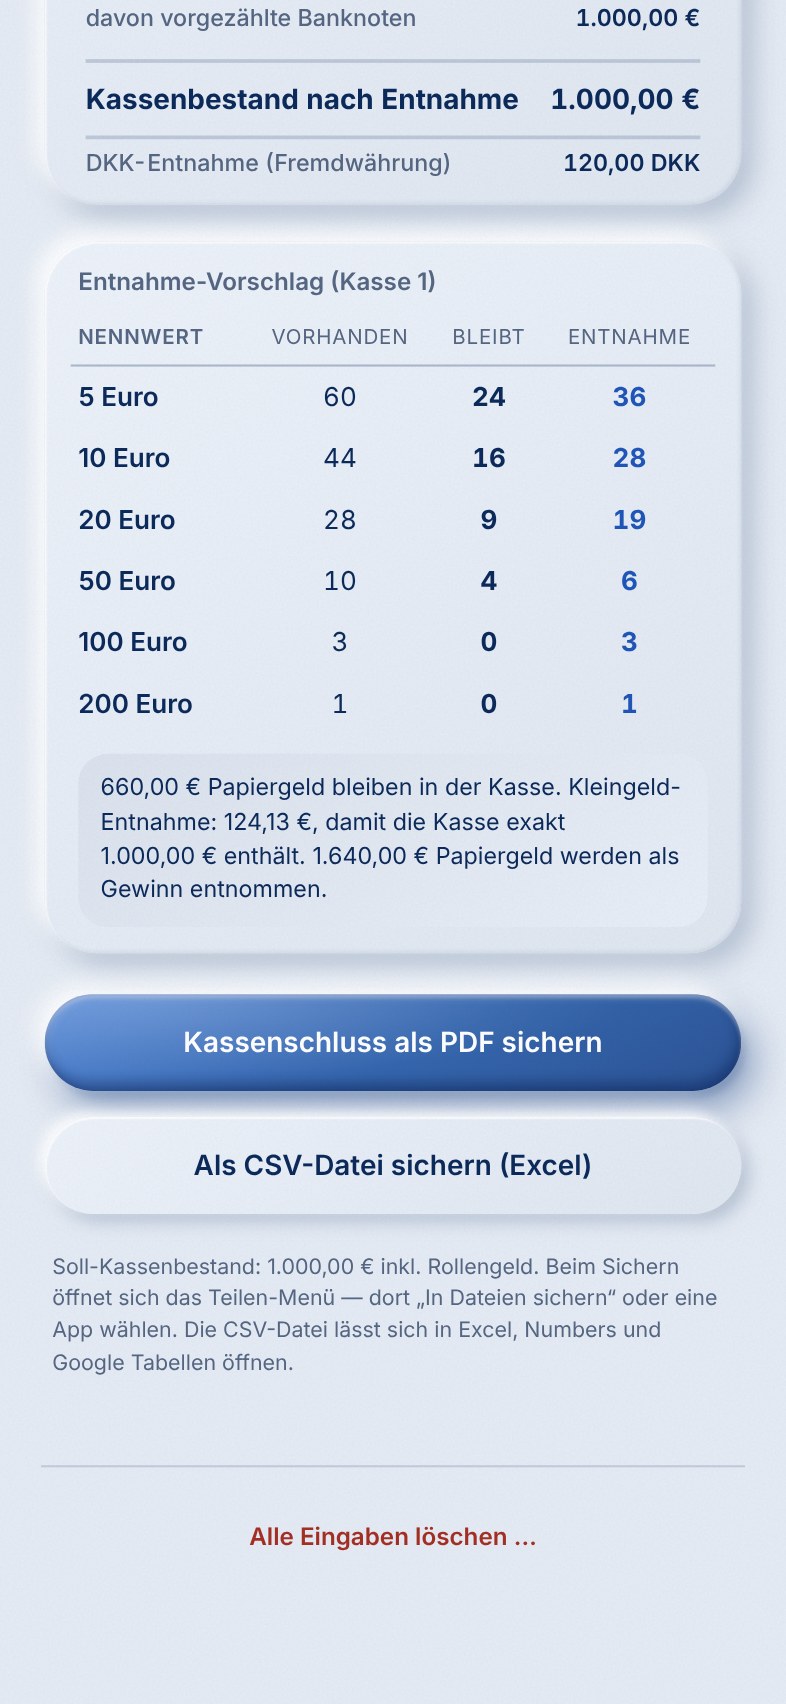 davon vorgezählte Banknoten 1.000,00 €
Kassenbestand nach Entnahme 1.000,00 €
DKK-Entnahme (Fremdwährung) 120,00 DKK
Entnahme-Vorschlag (Kasse 1)
NENNWERT VORHANDEN BLEIBT ENTNAHME
5 Euro 60 24 36
10 Euro 44 16 28
20 Euro 28 9 19
50 Euro 10 4 6
100 Euro 3 0 3
200 Euro 1 0 1
660,00 € Papiergeld bleiben in der Kasse. Kleingeld-
Entnahme: 124,13 €, damit die Kasse exakt
1.000,00 € enthält. 1.640,00 € Papiergeld werden als
Gewinn entnommen.
Kassenschluss als PDF sichern
Als CSV-Datei sichern (Excel)
Soll-Kassenbestand: 1.000,00 € inkl. Rollengeld. Beim Sichern
öffnet sich das Teilen-Menü — dort „In Dateien sichern“ oder eine
App wählen. Die CSV-Datei lässt sich in Excel, Numbers und
Google Tabellen öffnen.
Alle Eingaben löschen ...